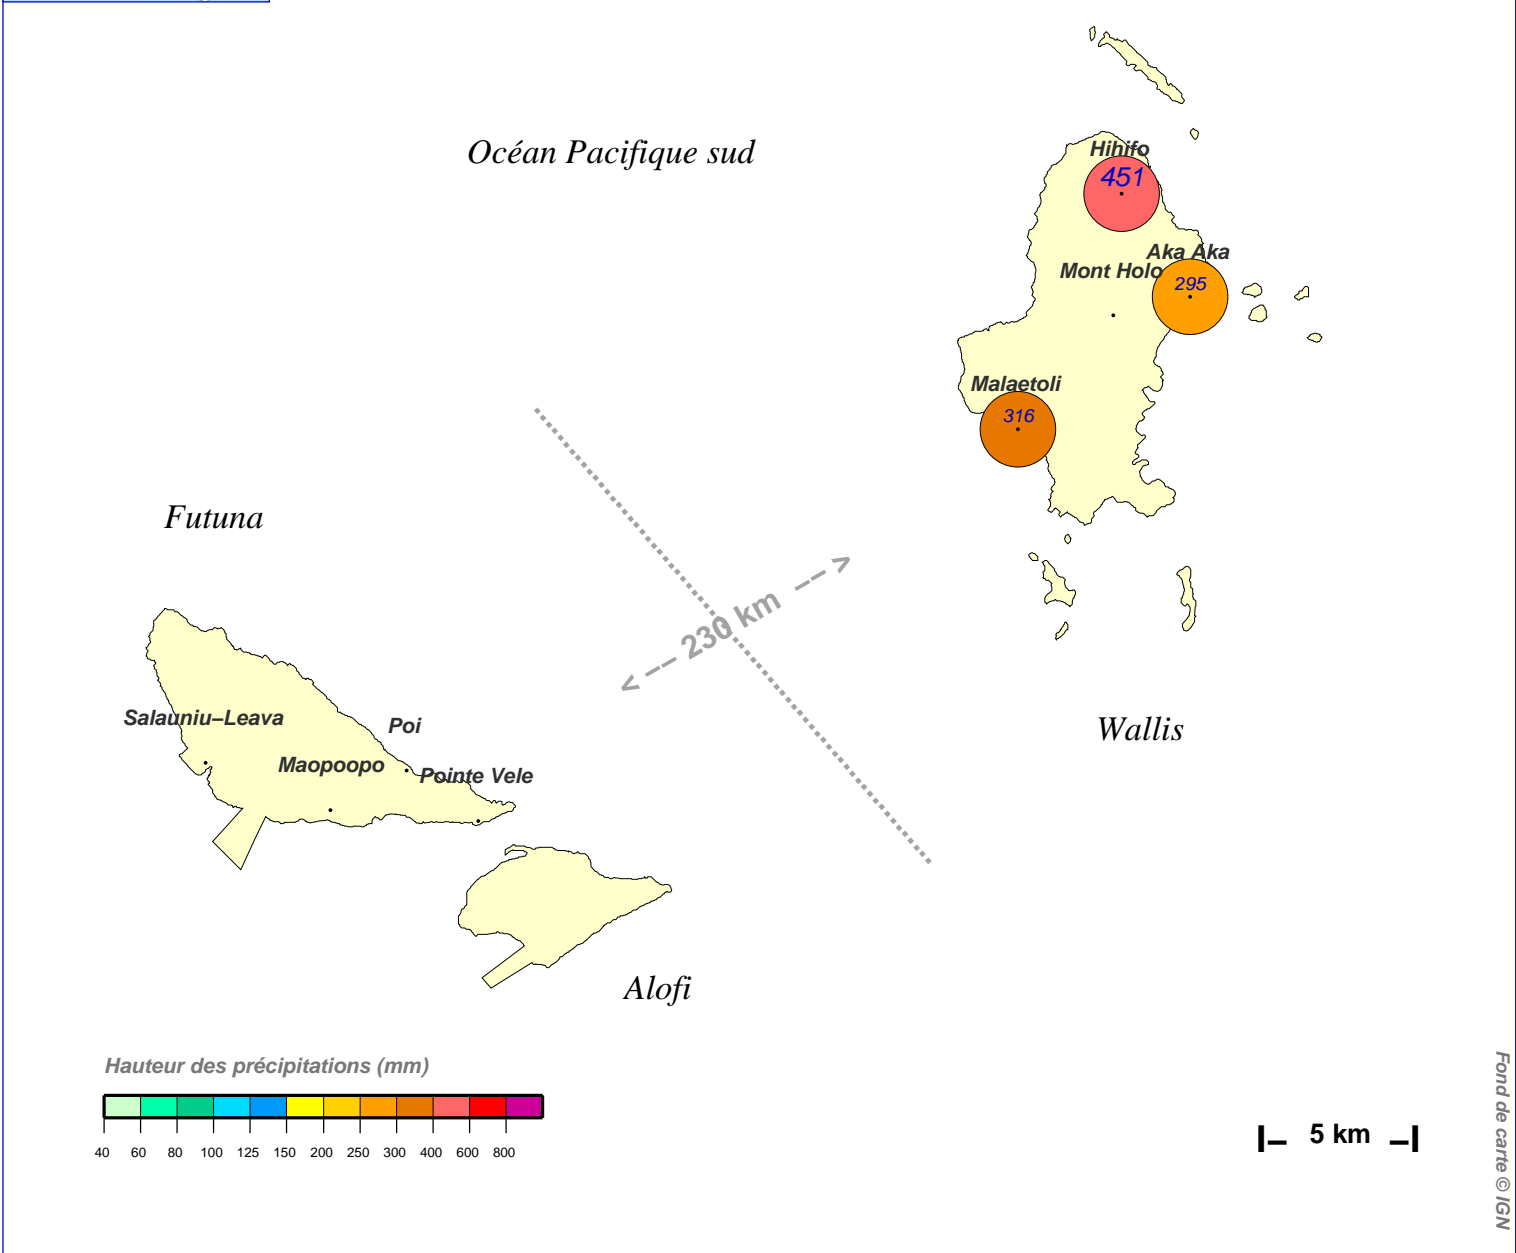 Océan Pacifique sud
Hihifo
451
Aka Aka
Mont Holo
295
Malaetoli
316
Futuna
230 km
Salauniu–Leava
Poi
Wallis
Maopoopo
Pointe Vele
Alofi
Hauteur des précipitations (mm)
40 60 80 100 125 150 200 250 300 400 600 800
5 km
Fond de carte © IGN